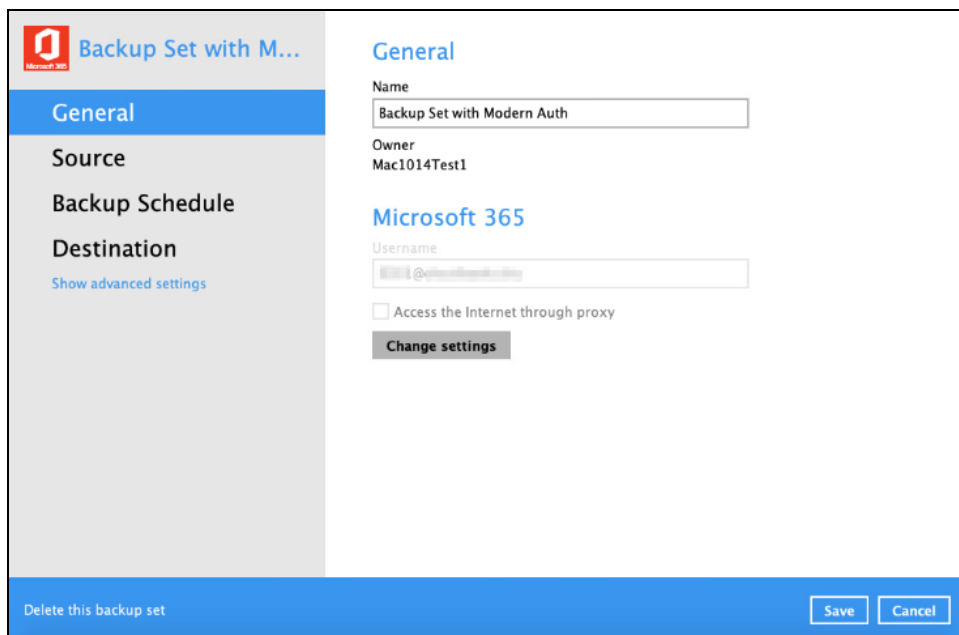 Microsoft 365
Backup Set with M...
General
Source
Backup Schedule
Destination
Show advanced settings
General
Name
Backup Set with Modern Auth
Owner
Mac1014Test1
Microsoft 365
Username
@
Access the Internet through proxy
Change settings
Delete this backup set
Save
Cancel